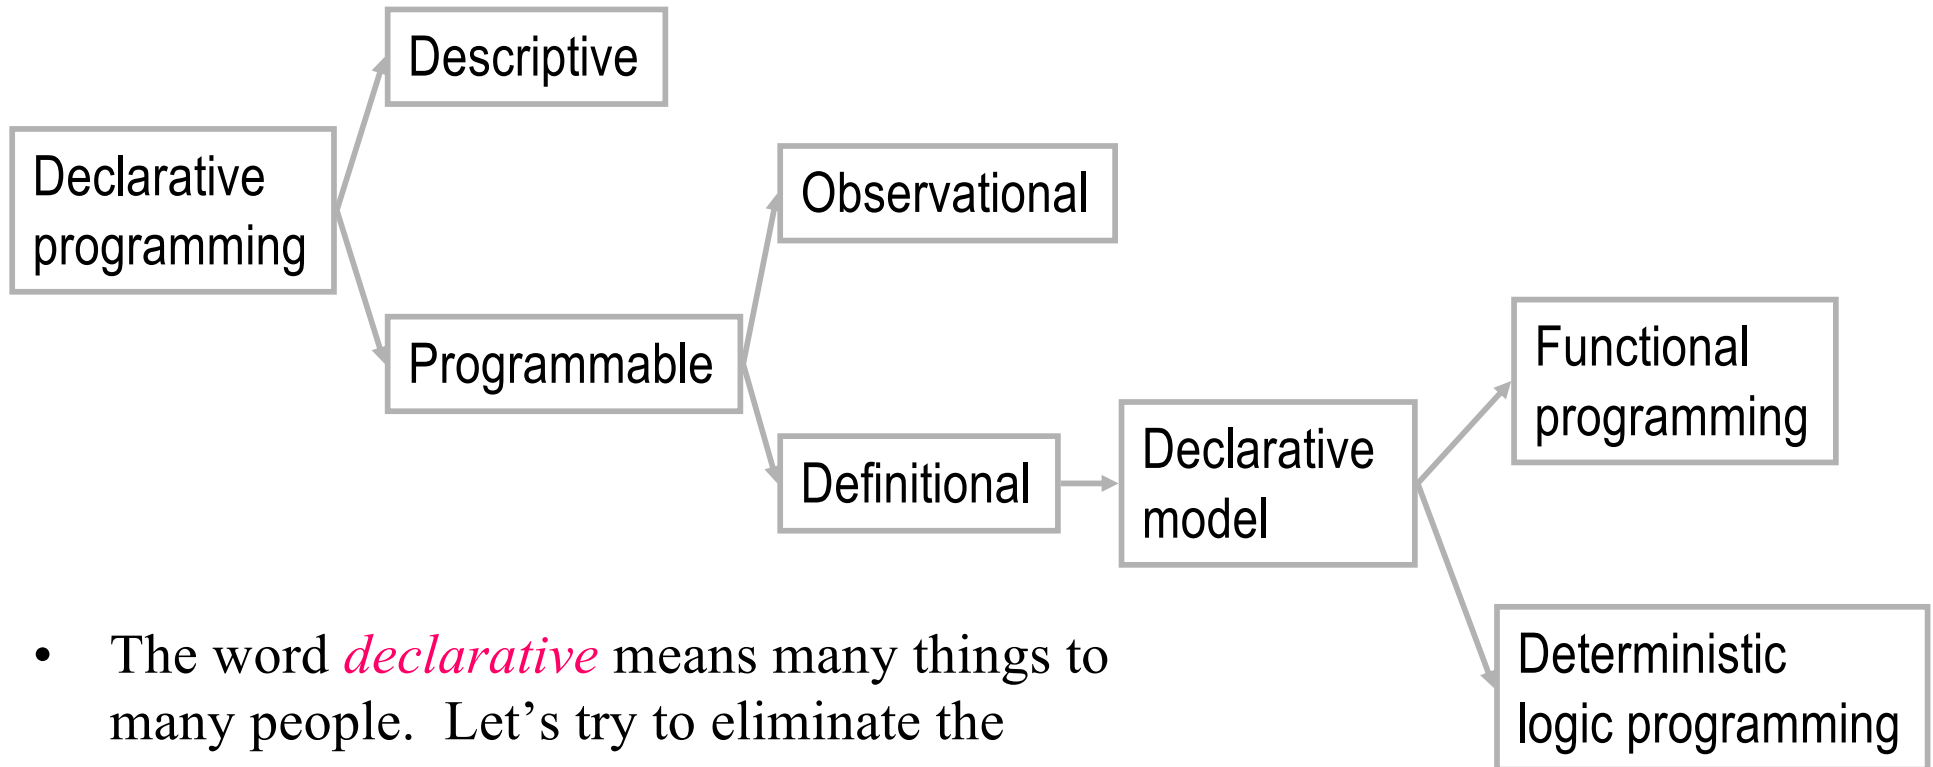 Descriptive
Declarative
programming
Observational
Programmable
Functional
programming
Definitional
Declarative
model
Deterministic
logic programming
• The word declarative means many things to
many people. Let’s try to eliminate the